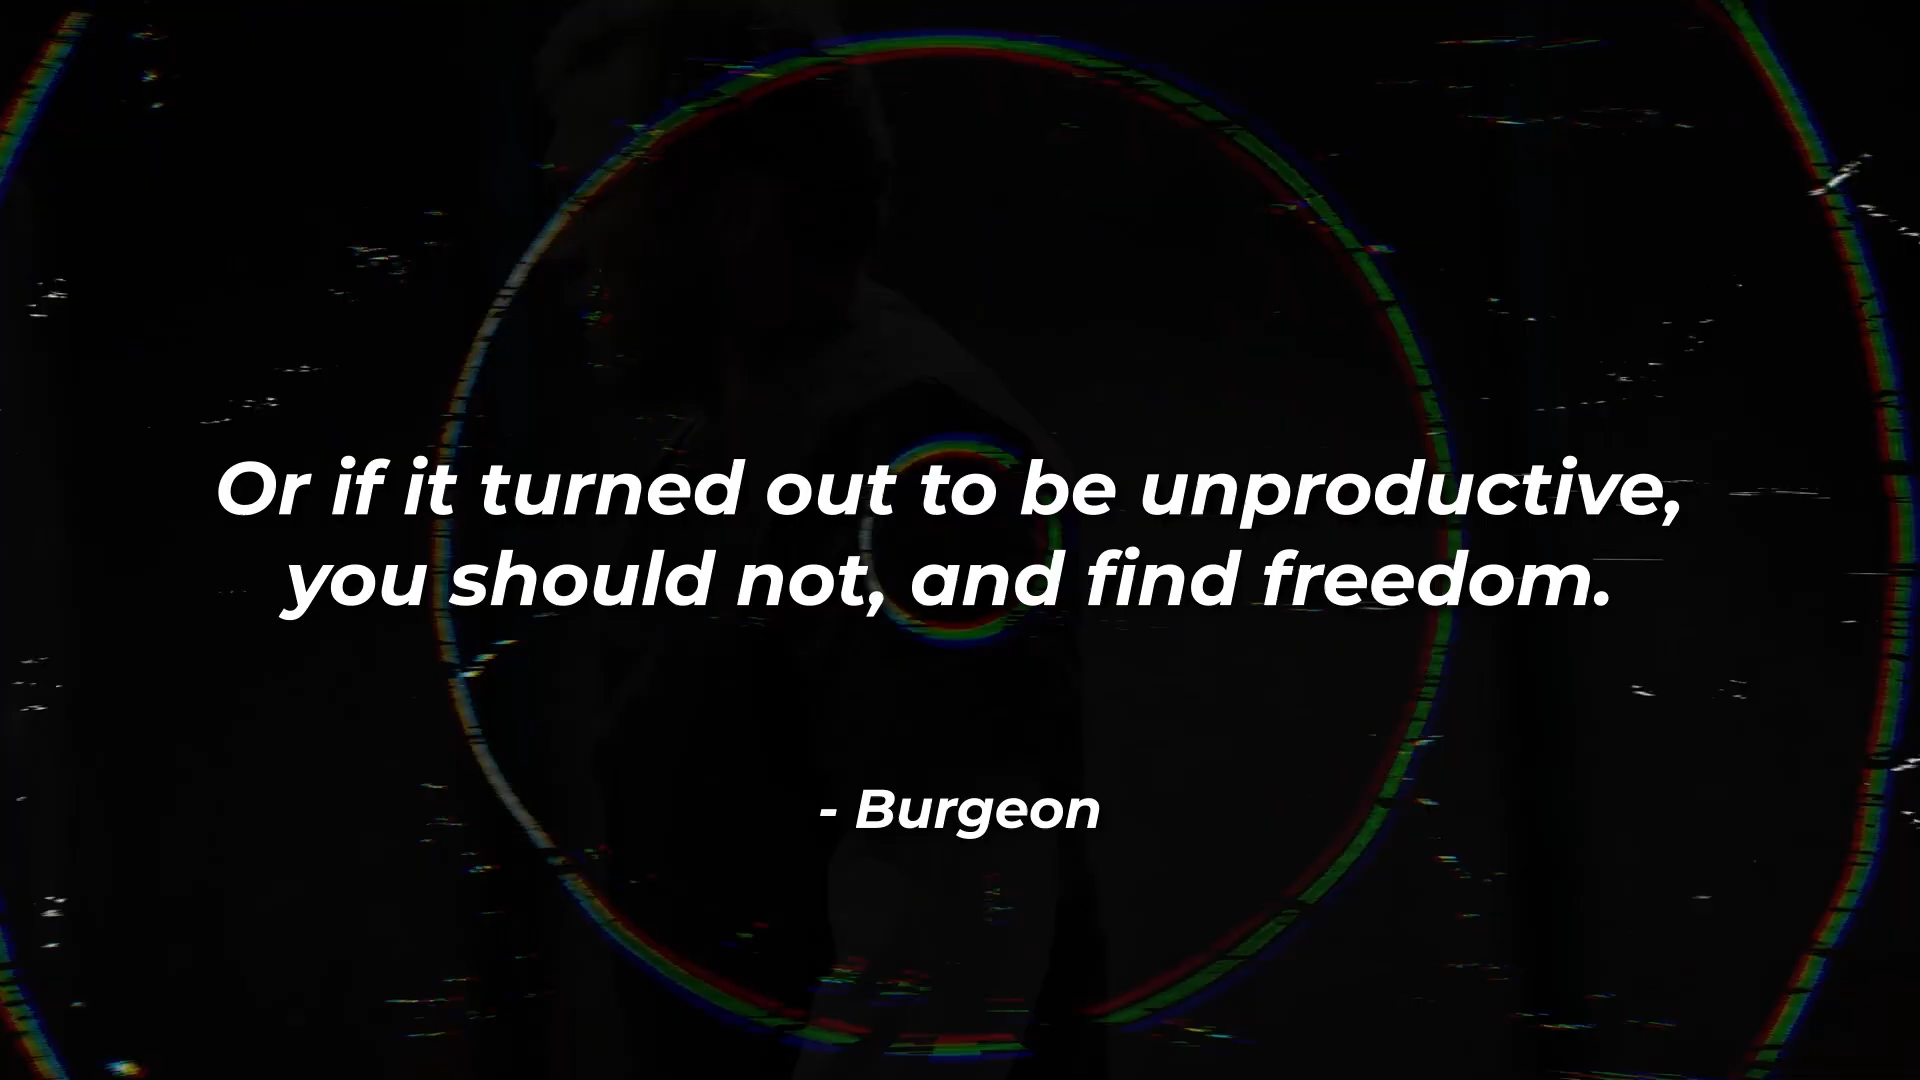 Or if it turned out to be unproductive,
you should not, and find freedom.
- Burgeon